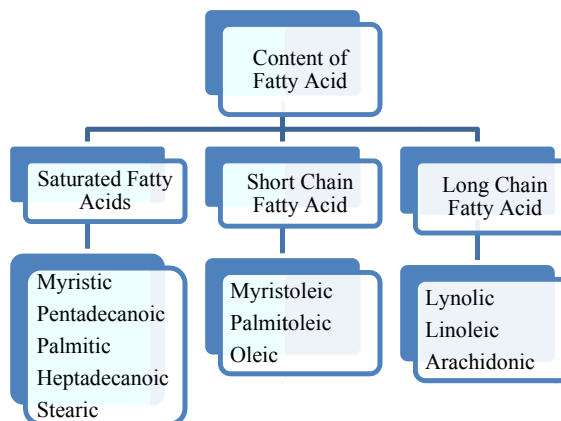 Content of
Fatty Acid
Saturated Fatty
Acids
Short Chain
Fatty Acid
Long Chain
Fatty Acid
Myristic
Pentadecanoic
Palmitic
Heptadecanoic
Stearic
Myristoleic
Palmitoleic
Oleic
Lynolic
Linoleic
Arachidonic